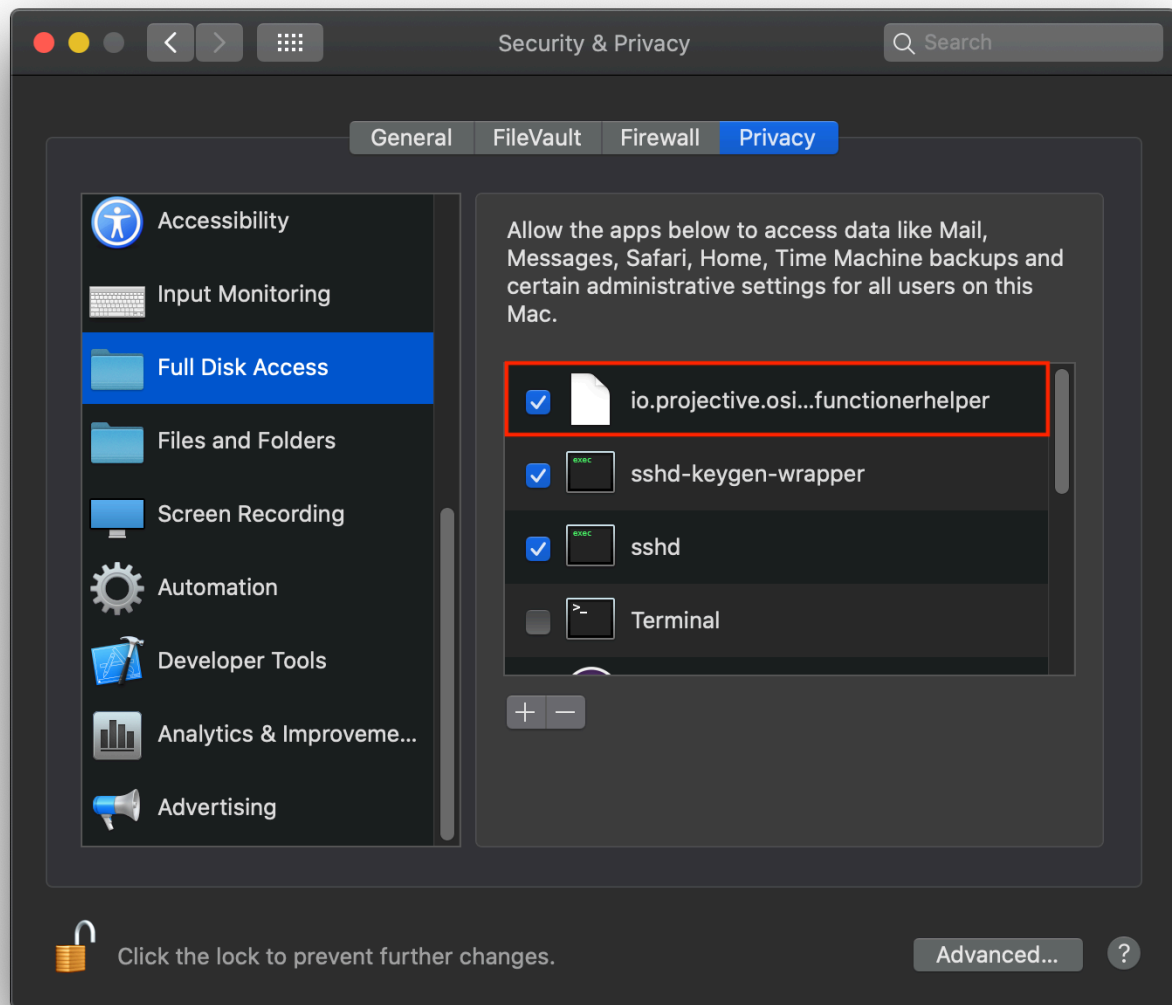 Security & Privacy
Search
General
FileVault
Firewall
Privacy
Accessibility
Input Monitoring
Full Disk Access
Files and Folders
Screen Recording
Automation
Developer Tools
Analytics & Improveme...
Advertising
Allow the apps below to access data like Mail,
Messages, Safari, Home, Time Machine backups and
certain administrative settings for all users on this
Mac.
io.projective.osi...functionerhelper
exec
sshd-keygen-wrapper
exec
sshd
>_
Terminal
Click the lock to prevent further changes.
Advanced...
?